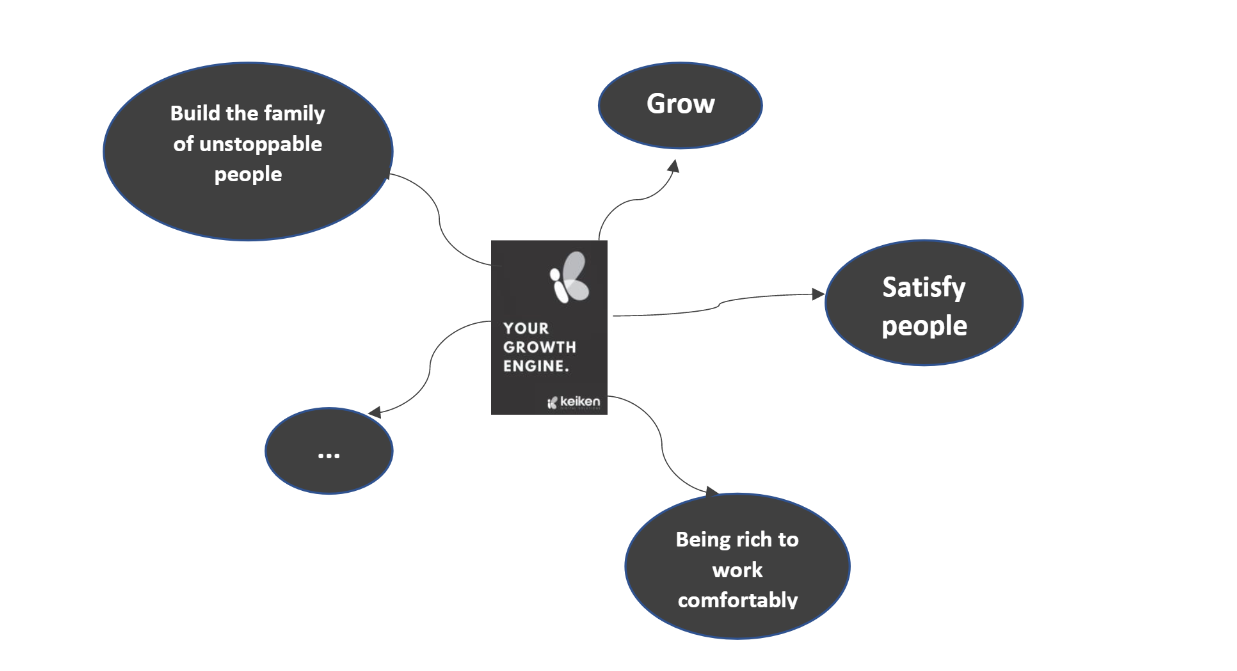 Build the family
of unstoppable
people
Grow
Satisfy
people
YOUR
GROWTH
ENGINE.
keiken
...
Being rich to
work
comfortably